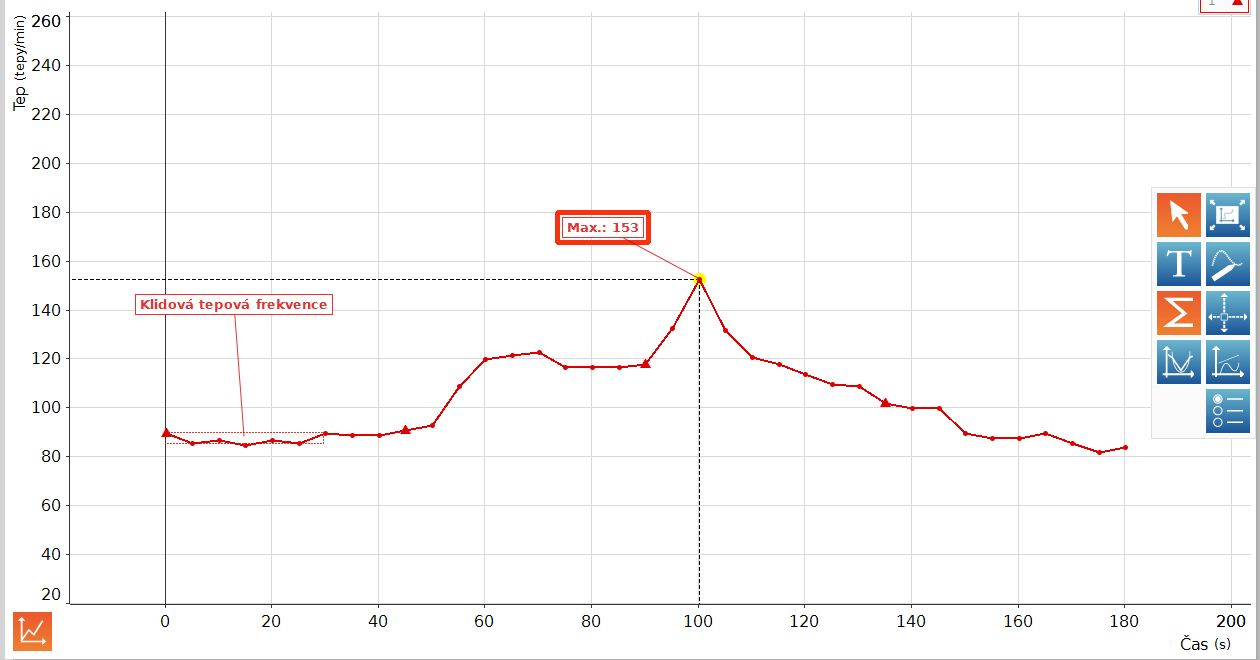 1
Tep (tepy/min)
260
240
220
200
180
160
140
120
100
80
60
40
20
Max.: 153
Klidová tepová frekvence
T
Σ
0 20 40 60 80 100 120 140 160 180 200
Čas (s)